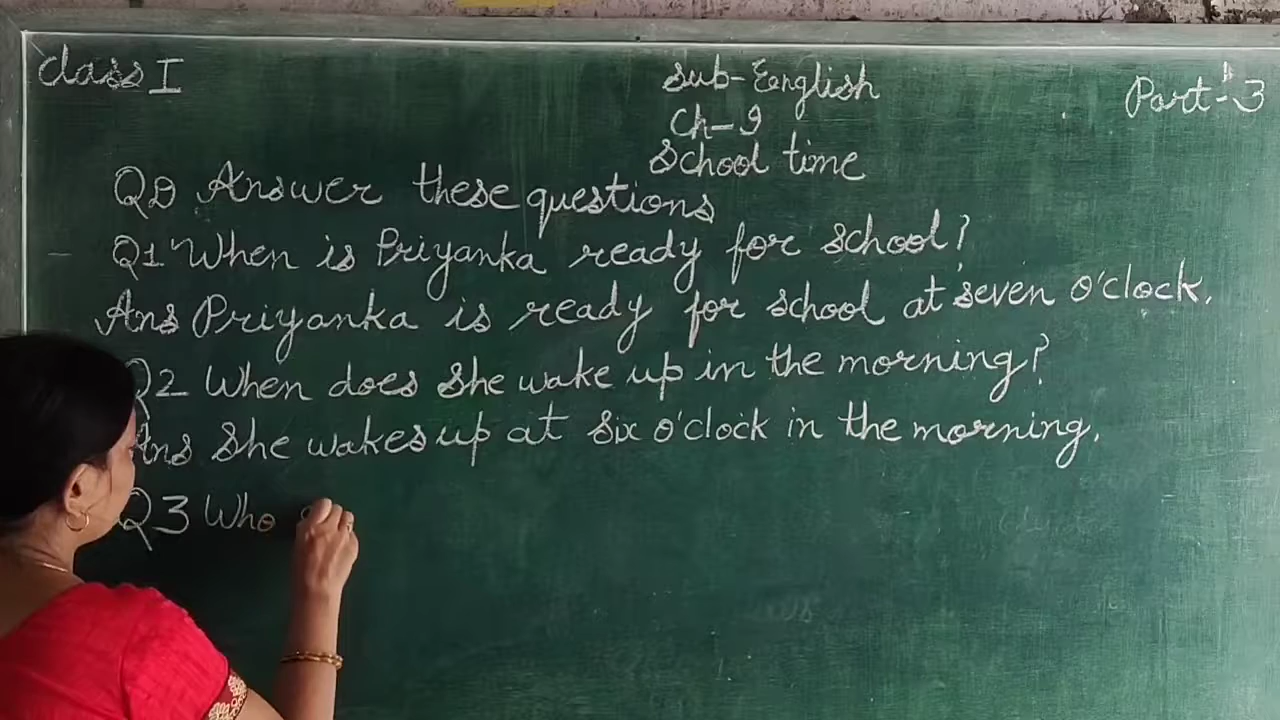 Class I
Sub-Eenglish
Part-3
Ch-9
School time
QD Answer these questions
Q1 When is Priyanka ready for school?
Ans Priyanka is ready for school at seven o'clock.
Q2 When does she wake up in the morning?
Ans She wakes up at six o'clock in the morning.
Q3 Who